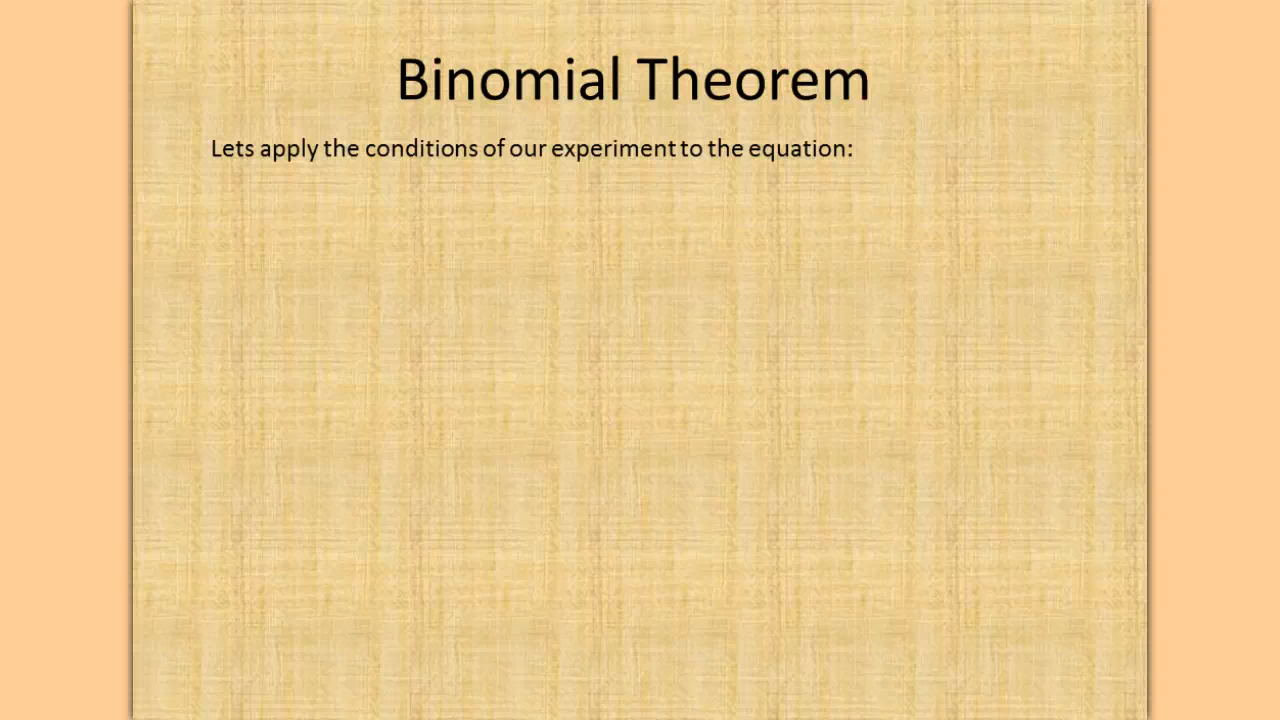 Binomial Theorem
Lets apply the conditions of our experiment to the equation: